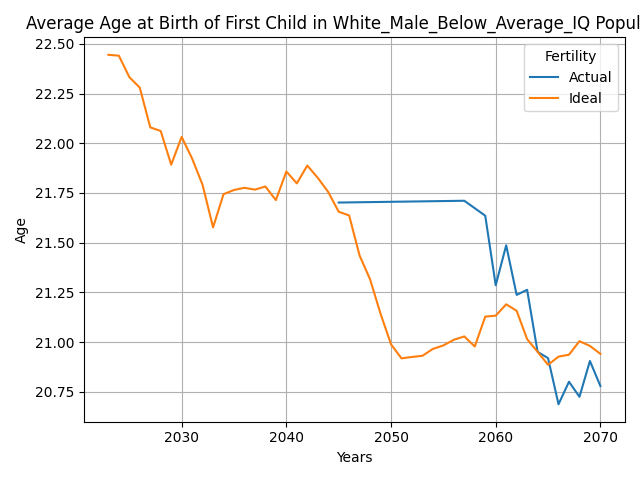 Average Age at Birth of First Child in White_Male_Below_Average_IQ Popul
22.50
22.25
22.00
21.75
21.50
21.25
21.00
20.75
Age
Fertility
Actual
Ideal
2030
2040
2050
2060
2070
Years